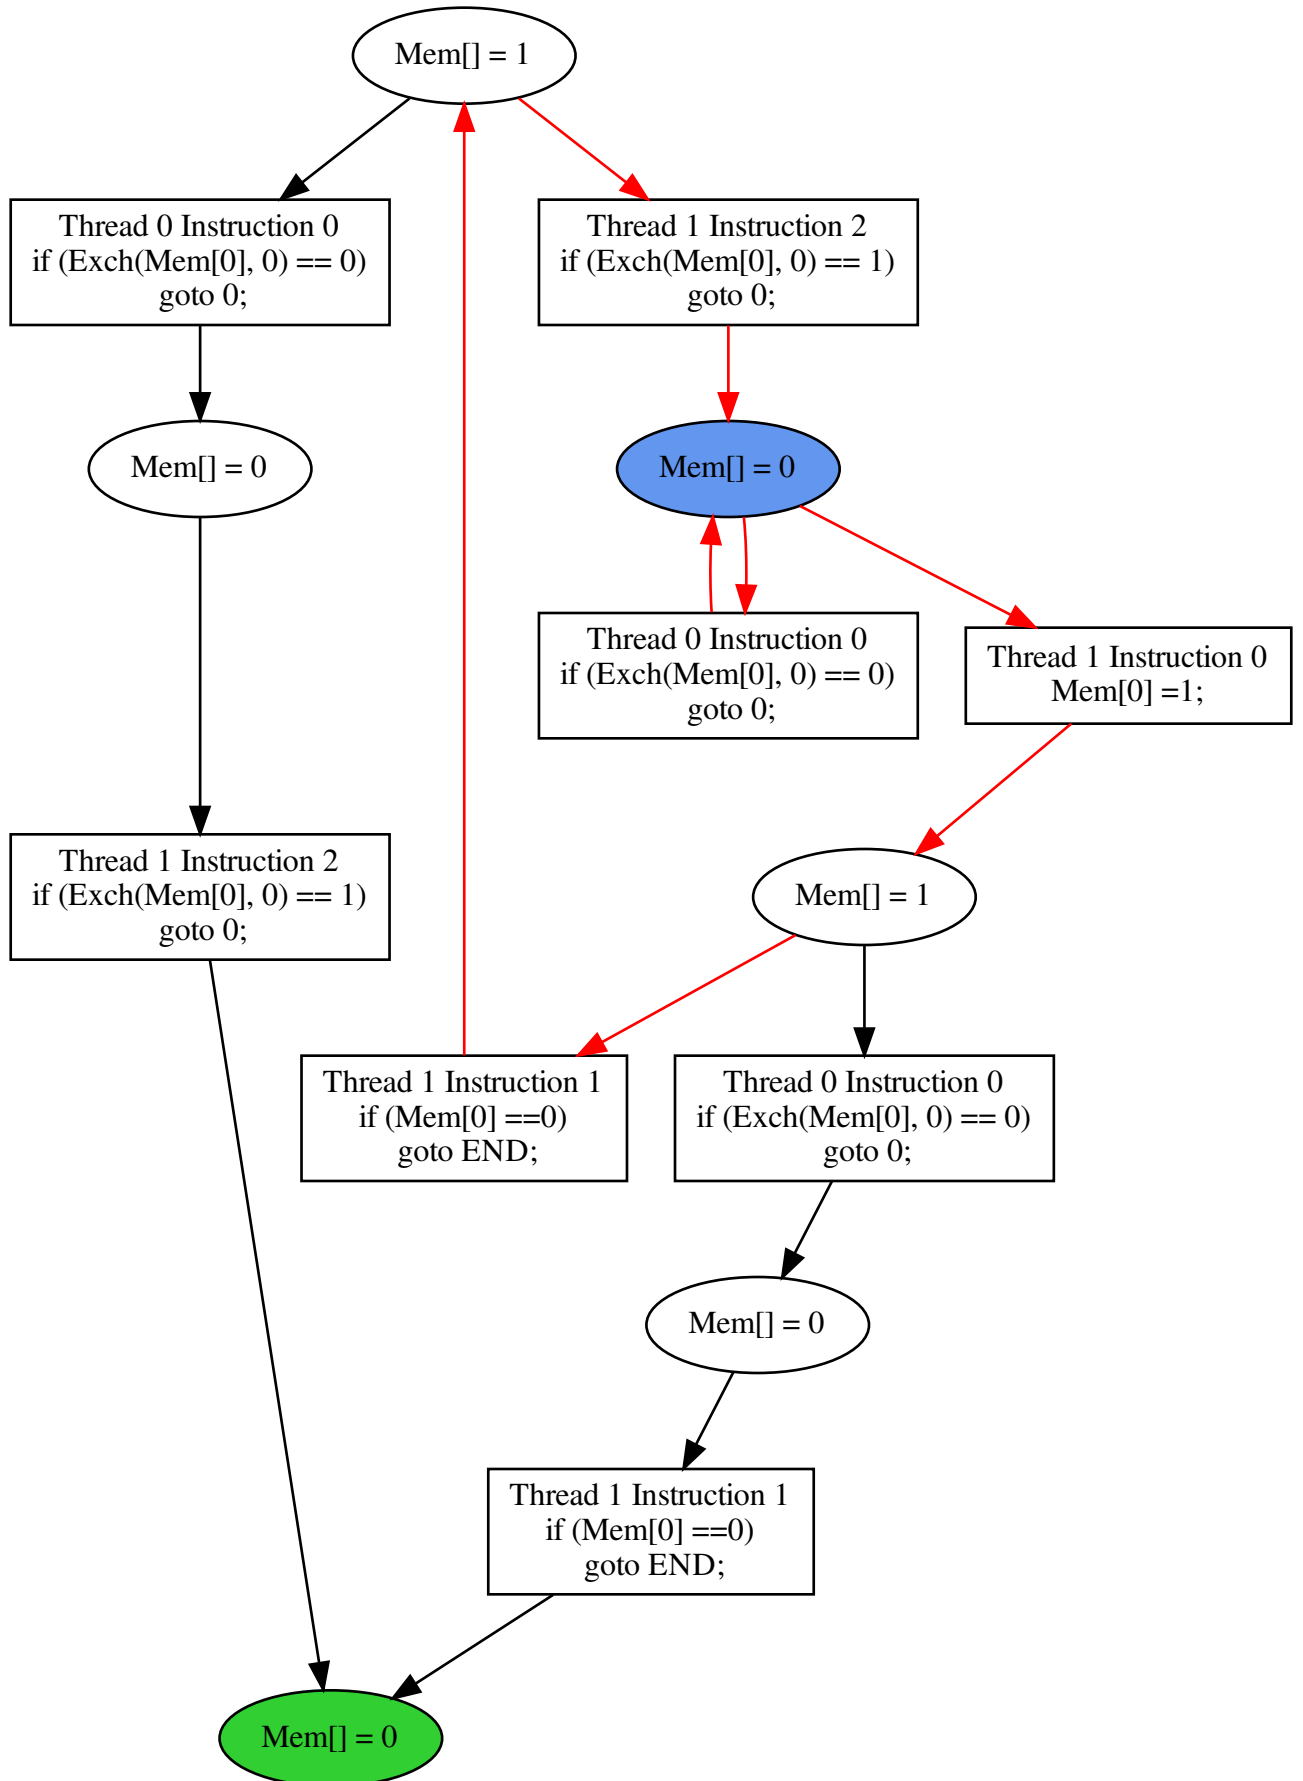 Mem[] = 1
Thread 0 Instruction 0
if (Exch(Mem[0], 0) == 0)
goto 0;
Thread 1 Instruction 2
if (Exch(Mem[0], 0) == 1)
goto 0;
Mem[] = 0
Mem[] = 0
Thread 0 Instruction 0
if (Exch(Mem[0], 0) == 0)
goto 0;
Thread 1 Instruction 0
Mem[0] =1;
Thread 1 Instruction 2
if (Exch(Mem[0], 0) == 1)
goto 0;
Mem[] = 1
Thread 1 Instruction 1
if (Mem[0] ==0)
goto END;
Thread 0 Instruction 0
if (Exch(Mem[0], 0) == 0)
goto 0;
Mem[] = 0
Thread 1 Instruction 1
if (Mem[0] ==0)
goto END;
Mem[] = 0